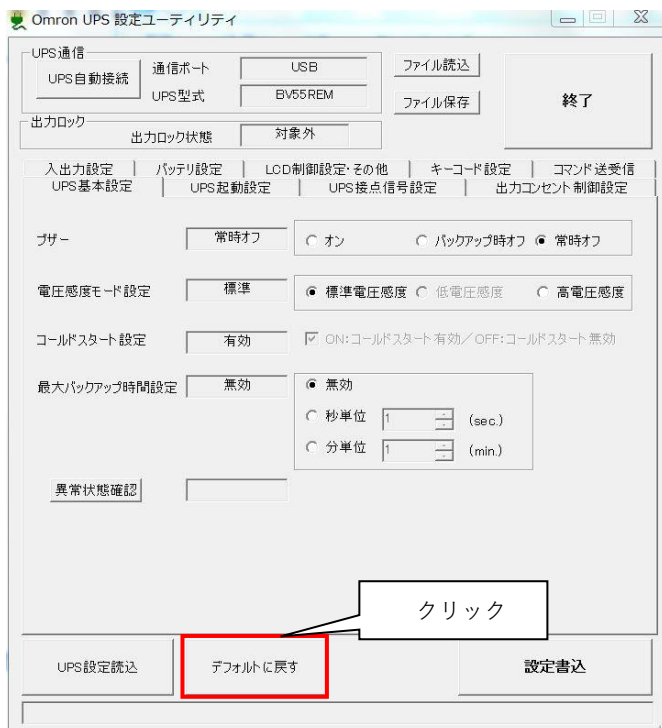 Omron UPS 設定ユーティリティ
UPS通信
UPS自動接続 通信ポート USB ファイル読込
UPS型式 BV55REM ファイル保存 終了
出力ロック
出力ロック状態 対象外
入出力設定 バッテリ設定 LCD制御設定・その他 キーコード設定 コマンド送受信
UPS基本設定 UPS起動設定 UPS接点信号設定 出力コンセント制御設定
ブザー 常時オフ オン バックアップ時オフ 常時オフ
電圧感度モード設定 標準 標準電圧感度 低電圧感度 高電圧感度
コールドスタート設定 有効 ON:コールドスタート有効/OFF:コールドスタート無効
最大バックアップ時間設定 無効 無効
秒単位 1 (sec.)
分単位 1 (min.)
異常状態確認
クリック
UPS設定読込 デフォルトに戻す 設定書込